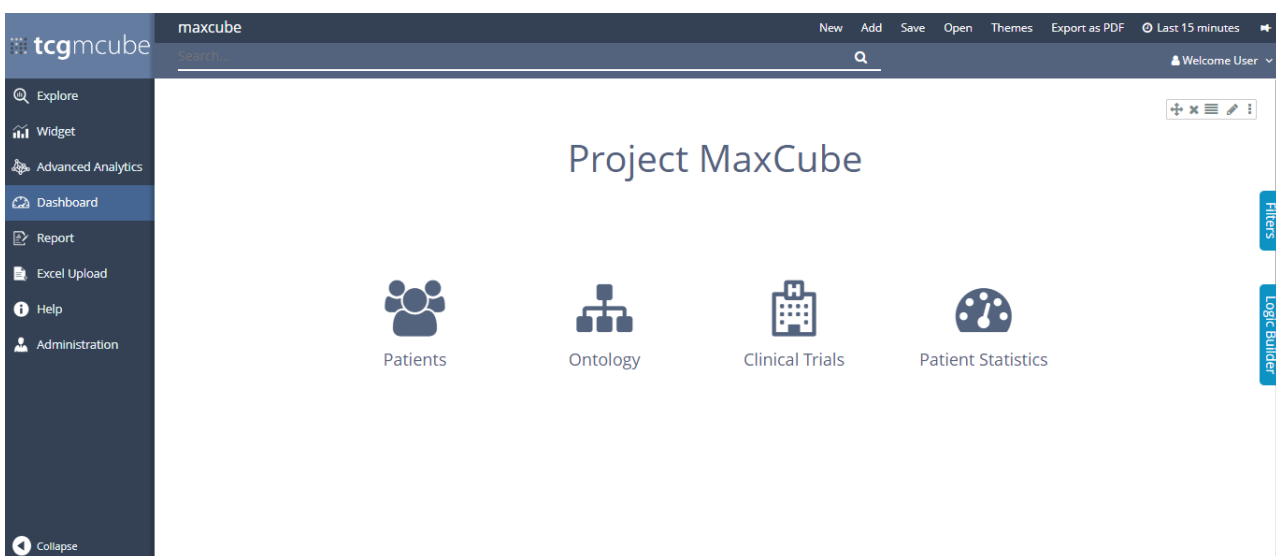 tcgmcube
maxcube
New Add Save Open Themes Export as PDF Last 15 minutes
Search...
Welcome User
Explore
Widget
Advanced Analytics
Dashboard
Report
Excel Upload
Help
Administration
Collapse
Project MaxCube
Patients Ontology Clinical Trials Patient Statistics
Filters
Logic Builder